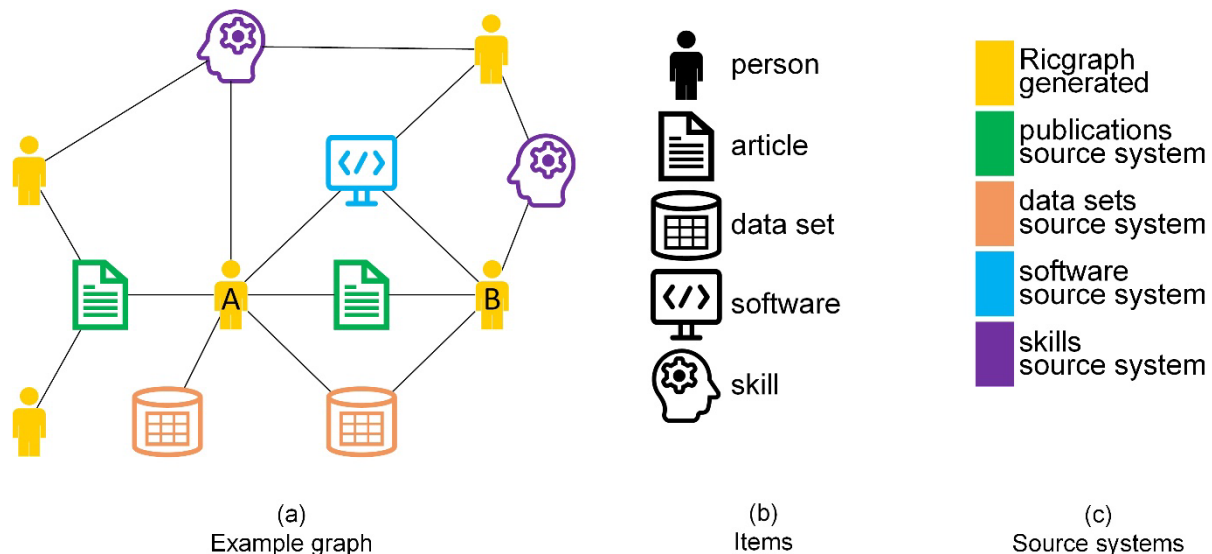 </>
A
B
(a)
Example graph
person
article
data set
</>
software
skill
(b)
Items
Ricgraph
generated
publications
source system
data sets
source system
software
source system
skills
source system
(c)
Source systems